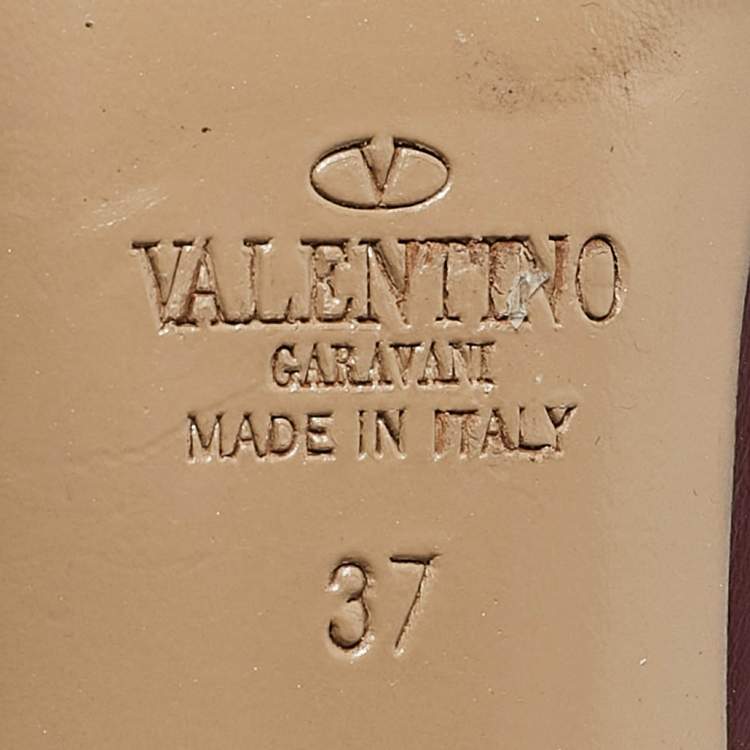 V
VALENTINO
GARAVANI
MADE IN ITALY
37